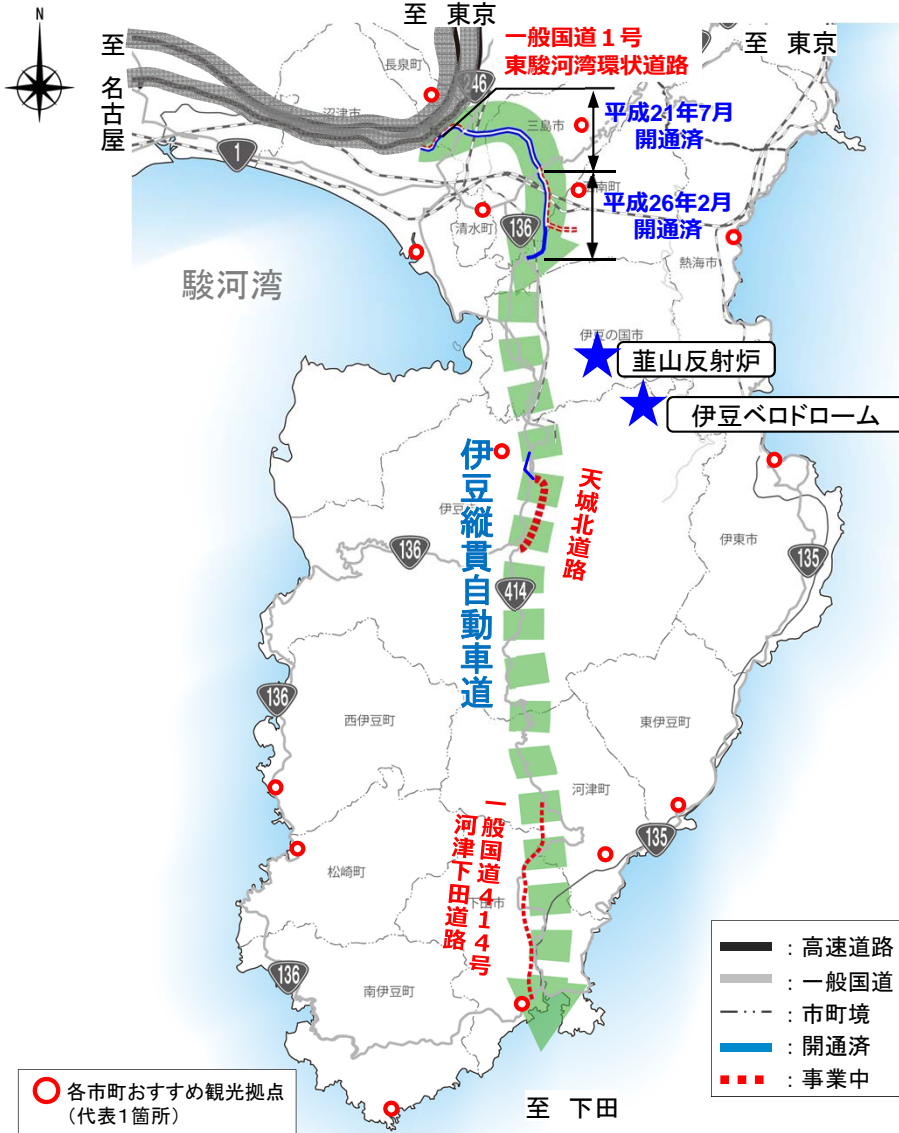 N
至 東京
至 名古屋
一般国道1号
東駿河湾環状道路
至 東京
長泉町
246
沼津市
三島市
平成21年7月
開通済
1
函南町
平成26年2月
開通済
清水町
136
熱海市
駿河湾
伊豆の国市
韮山反射炉
伊豆ベロドローム
伊豆縦貫自動車道
天城北道路
136
伊東市
135
414
136
西伊豆町
東伊豆町
河津町
一般国道414号
河津下田道路
135
松崎町
下田市
136
南伊豆町
:高速道路
:一般国道
:市町境
:開通済
:事業中
各市町おすすめ観光拠点
(代表1箇所)
至 下田